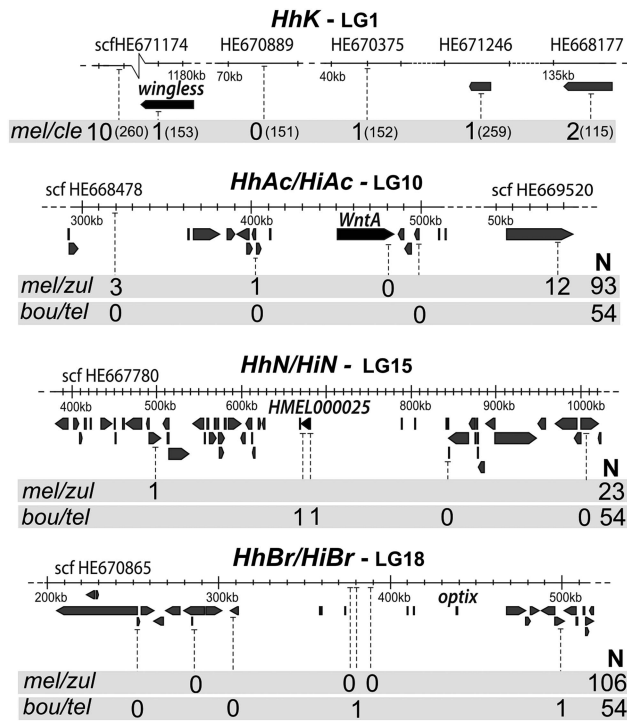 HhK - LG1
scfHE671174 HE670889 HE670375 HE671246 HE668177
1180kb 70kb 40kb 135kb
wingless
mel/cle 10(260) 1(153) 0(151) 1(152) 1(259) 2(115)
HhAc/HiAc - LG10
scf HE668478 scf HE669520
300kb 400kb 500kb 50kb
WntA
N
mel/zul 3 1 0 12 93
bou/tel 0 0 0 54
HhN/HiN - LG15
scf HE667780
400kb 500kb 600kb 800kb 900kb 1000kb
HMEL000025
N
mel/zul 1 23
bou/tel 1 1 0 0 54
HhBr/HiBr - LG18
scf HE670865
200kb 300kb 400kb 500kb
optix
N
mel/zul 0 0 0 106
bou/tel 0 0 1 1 54